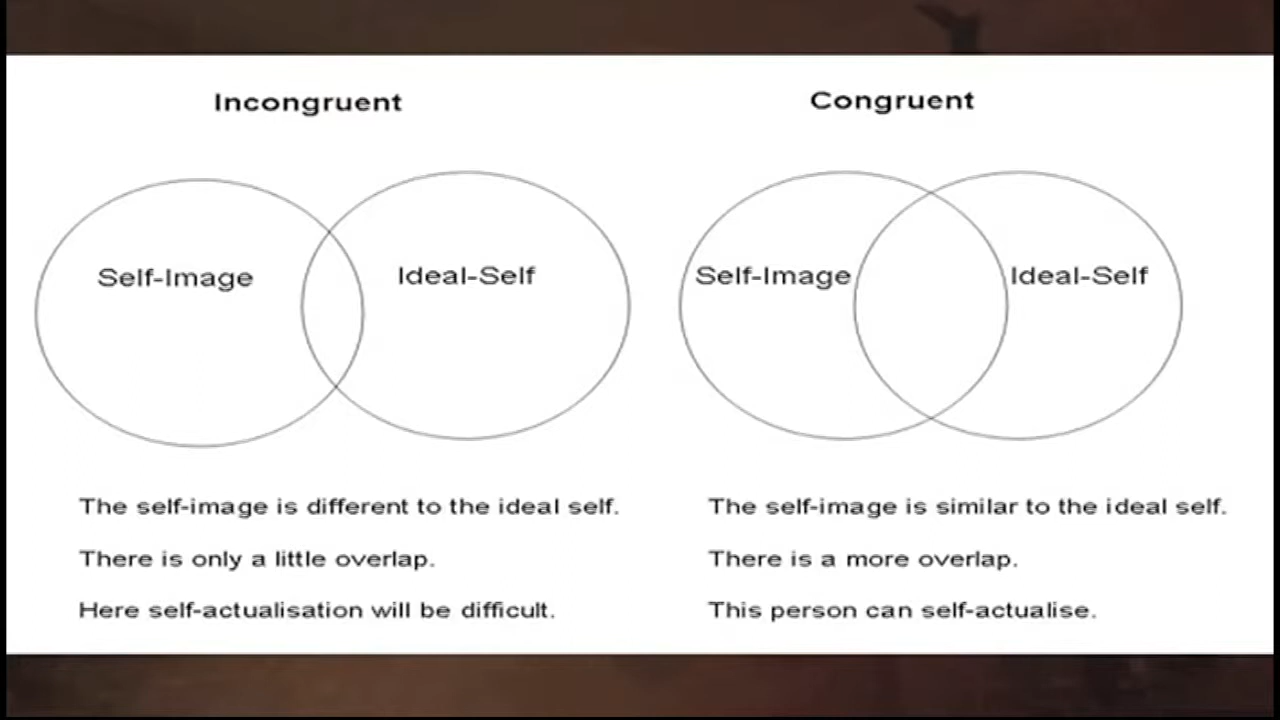 Incongruent
Congruent
Self-Image
Ideal-Self
Self-Image
Ideal-Self
The self-image is different to the ideal self.
There is only a little overlap.
Here self-actualisation will be difficult.
The self-image is similar to the ideal self.
There is a more overlap.
This person can self-actualise.